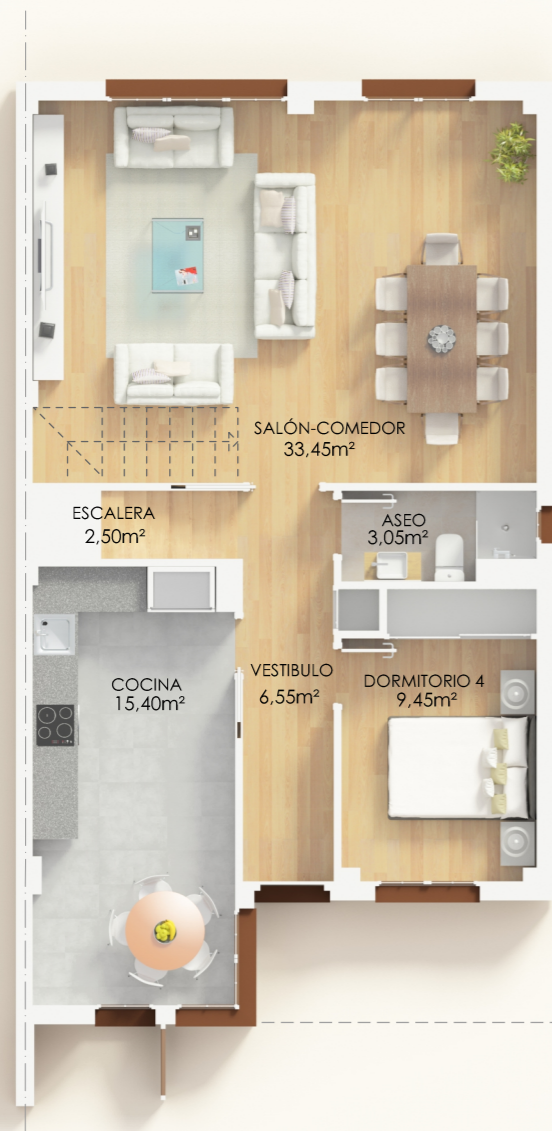 SALÓN-COMEDOR
33,45m²
ESCALERA
2,50m²
ASEO
3,05m²
COCINA
15,40m²
VESTIBULO
6,55m²
DORMITORIO 4
9,45m²